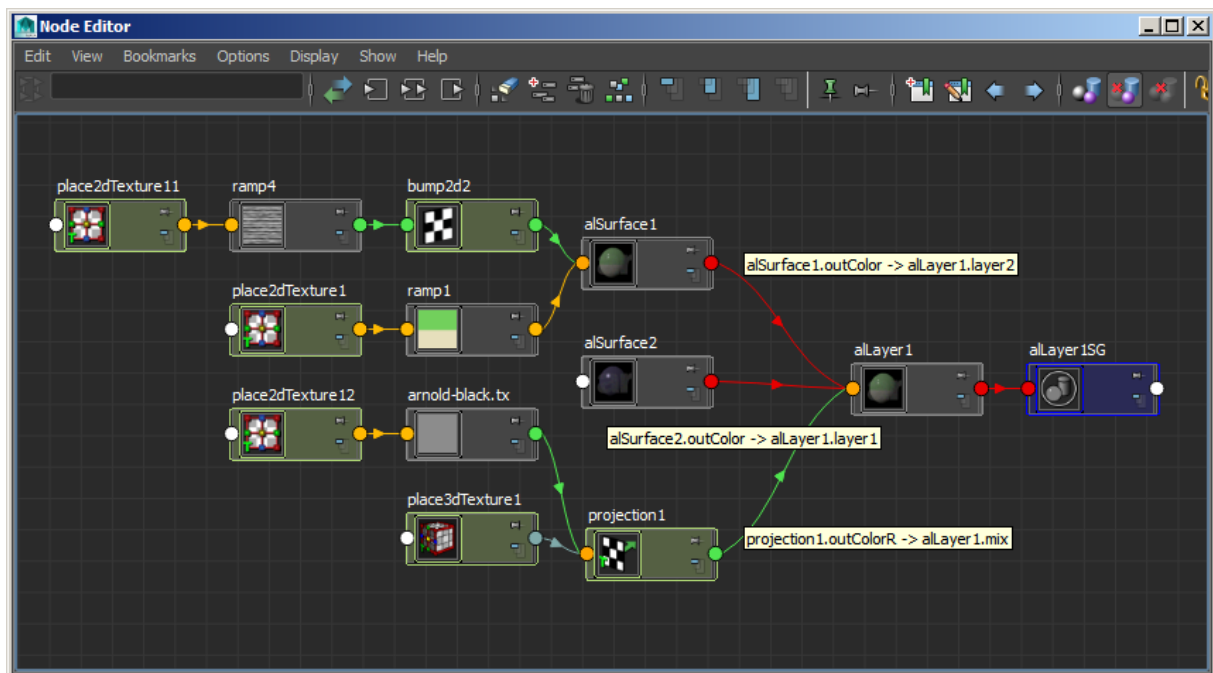 Node Editor
Edit View Bookmarks Options Display Show Help
place2dTexture11
ramp4
bump2d2
alSurface1
alSurface1.outColor -> alLayer1.layer2
place2dTexture1
ramp1
alSurface2
alLayer1
alLayer1SG
place2dTexture12
arnold-black.tx
alSurface2.outColor -> alLayer1.layer1
place3dTexture1
projection1
projection1.outColorR -> alLayer1.mix